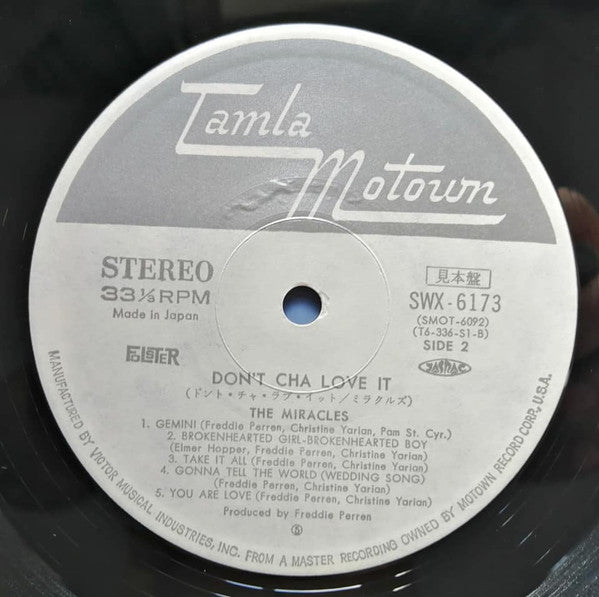 Tamla
Motown
STEREO
33⅓RPM
Made in Japan
FOLSTER
見本盤
SWX-6173
(SMOT-6092)
(T6-336-S1-B)
SIDE 2
JASRAC
DON'T CHA LOVE IT
(ドント・チャ・ラブ・イット/ミラクルズ)
THE MIRACLES
1. GEMINI (Freddie Perren, Christine Yarian, Pam St. Cyr.)
2. BROKENHEARTED GIRL-BROKENHEARTED BOY
(Elmer Hopper, Freddie Perren, Christine Yarian)
3. TAKE IT ALL (Freddie Perren, Christine Yarian)
4. GONNA TELL THE WORLD (WEDDING SONG)
(Freddie Perren, Christine Yarian)
5. YOU ARE LOVE (Freddie Perren, Christine Yarian)
Produced by Freddie Perren
MANUFACTURED BY VICTOR MUSICAL INDUSTRIES, INC. FROM A MASTER RECORDING OWNED BY MOTOWN RECORD CORP., U.S.A.